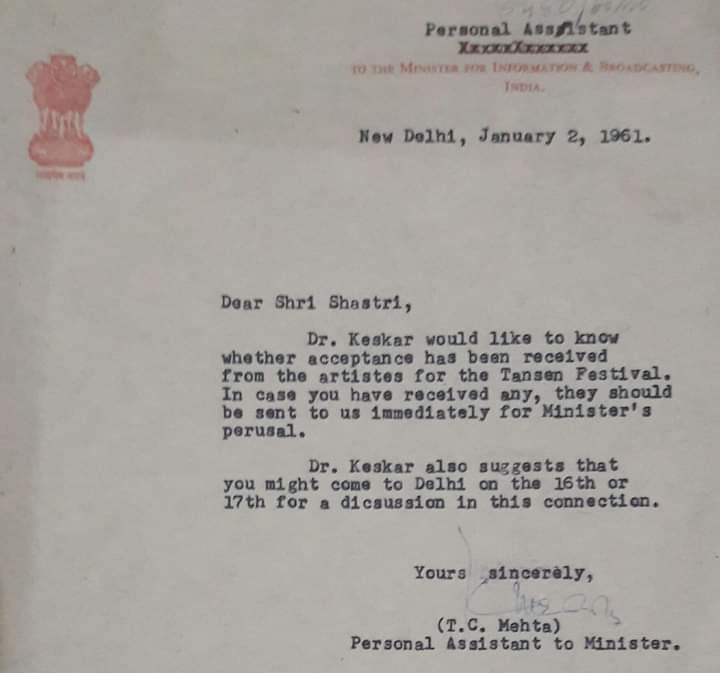 Personal Assistant
XxxxxXxxxxxxx
TO THE MINISTER FOR INFORMATION & BROADCASTING,
INDIA.
New Delhi, January 2, 1961.
Dear Shri Shastri,
Dr. Keskar would like to know
whether acceptance has been received
from the artistes for the Tansen Festival.
In case you have received any, they should
be sent to us immediately for Minister's
perusal.
Dr. Keskar also suggests that
you might come to Delhi on the 16th or
17th for a dicsussion in this connection.
Yours sincerely,
(T.C. Mehta)
Personal Assistant to Minister.